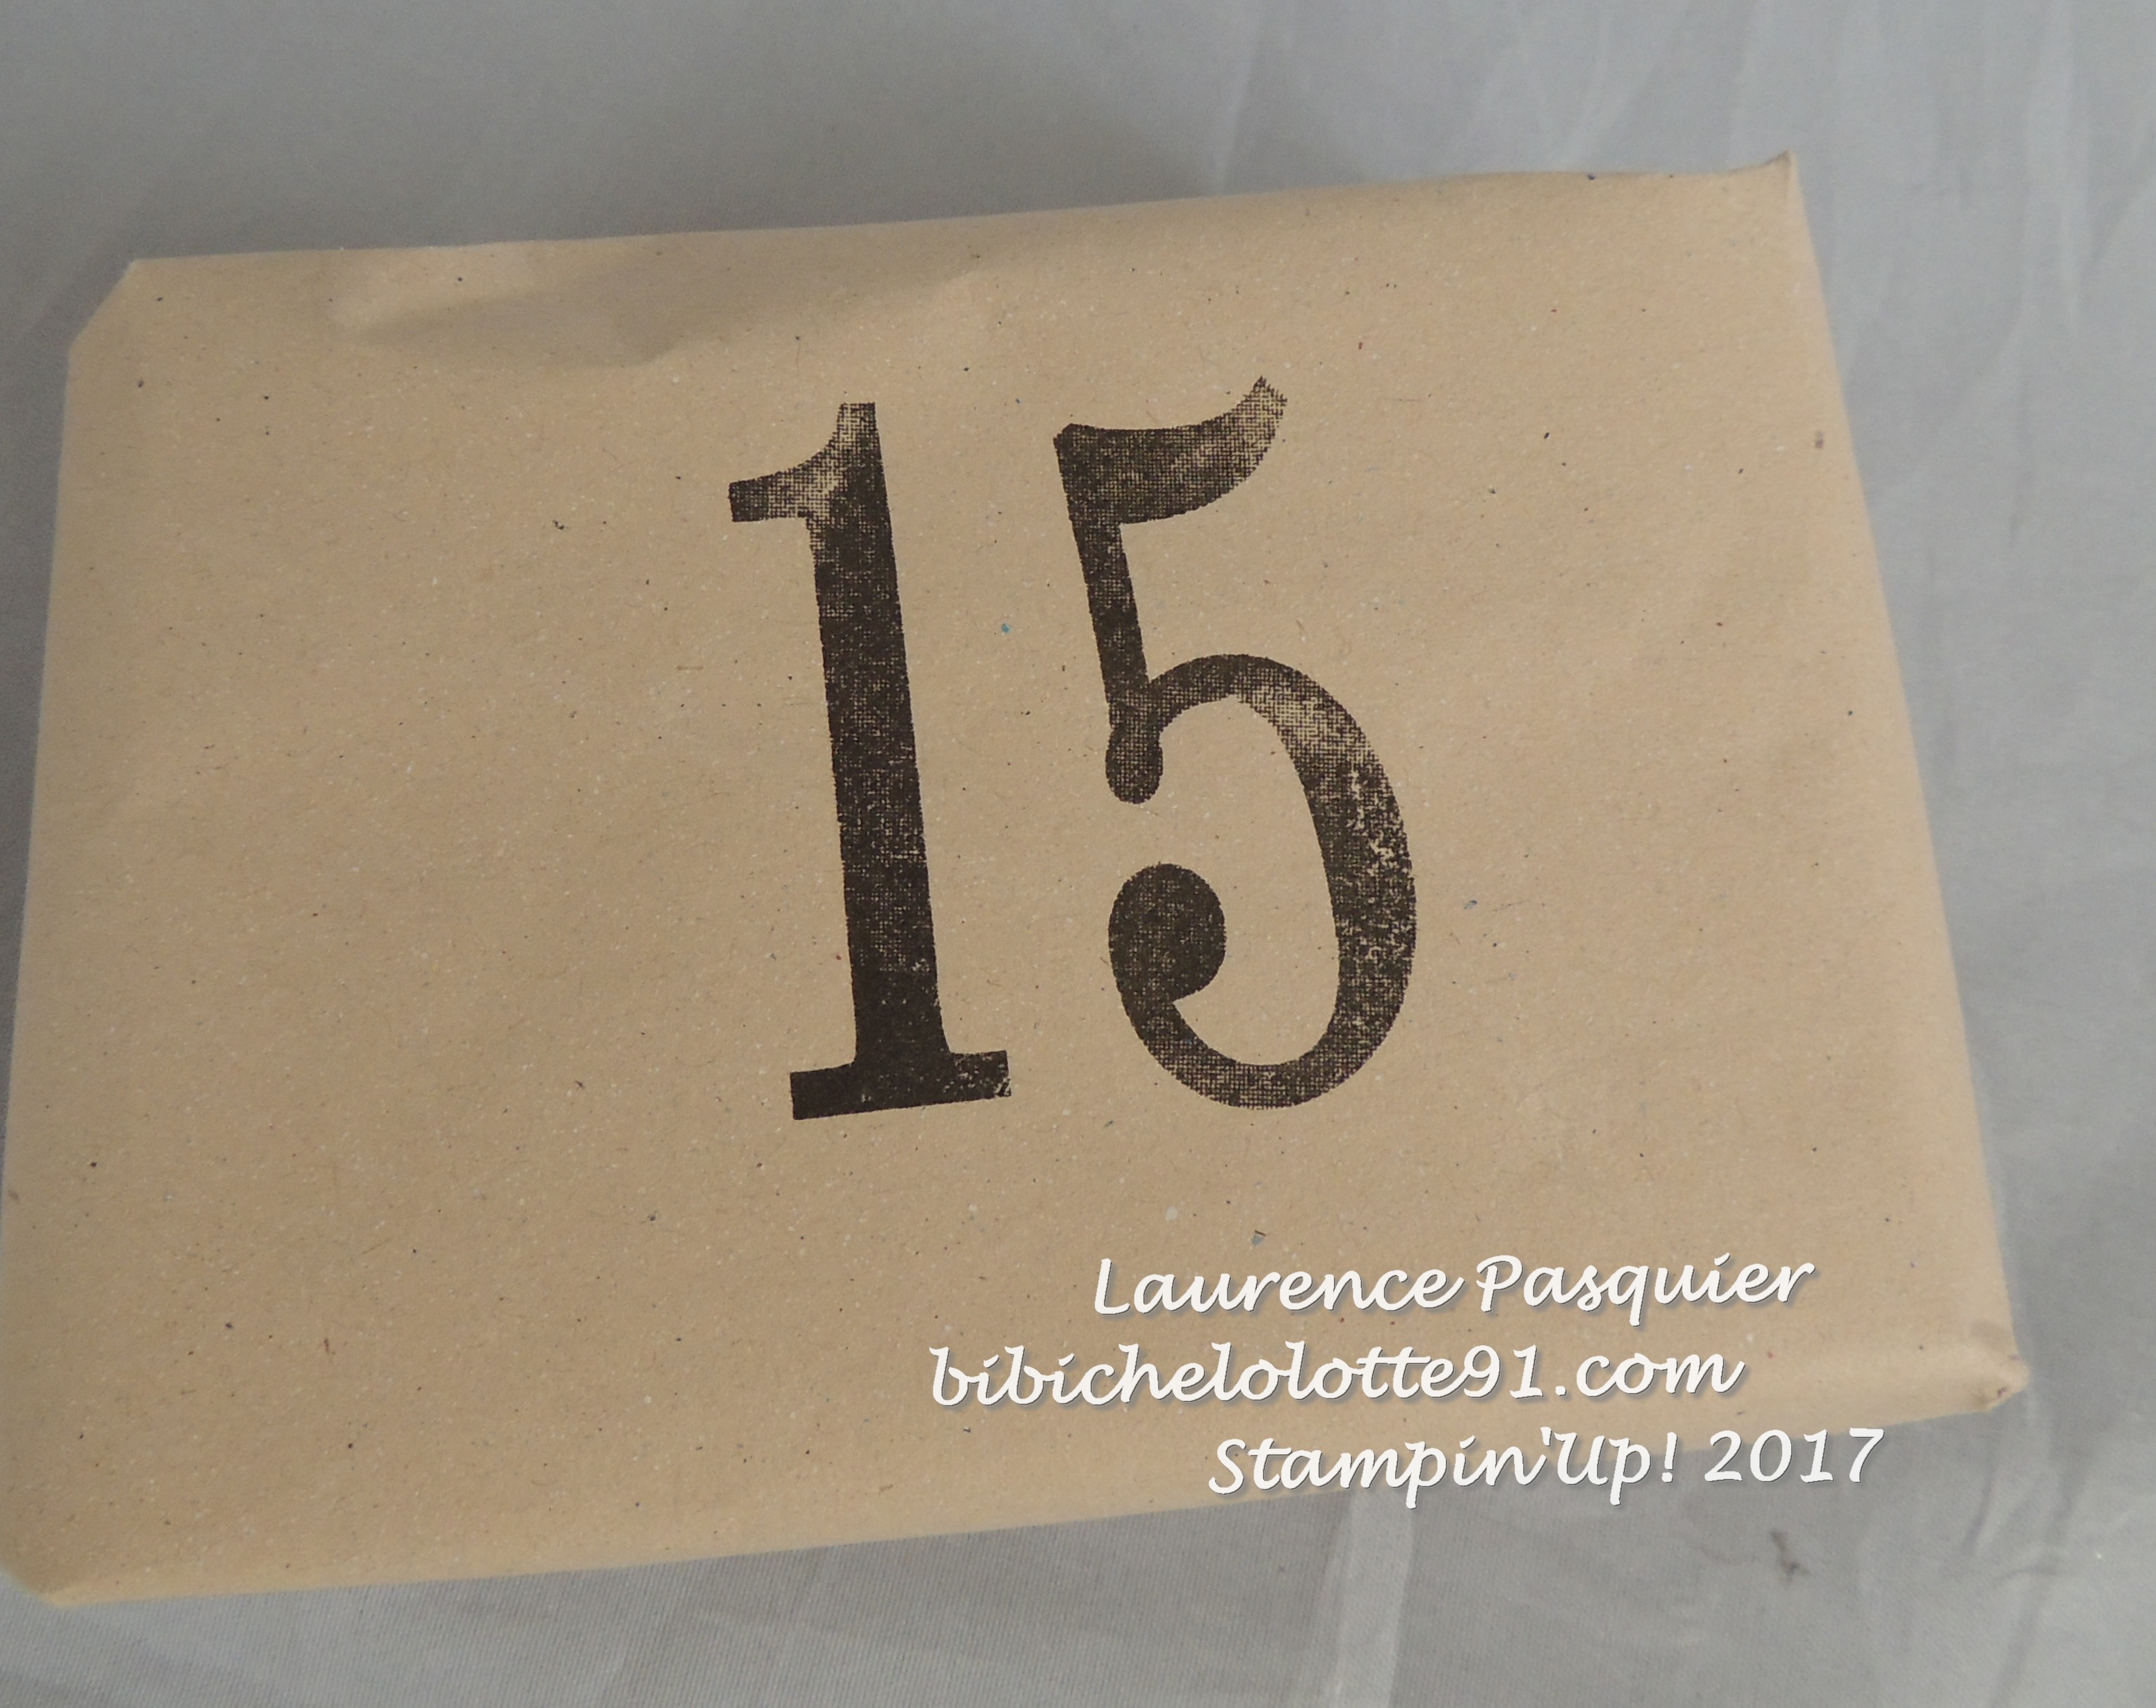 15
Laurence Pasquier
bibichelolotte91.com
Stampin'Up! 2017